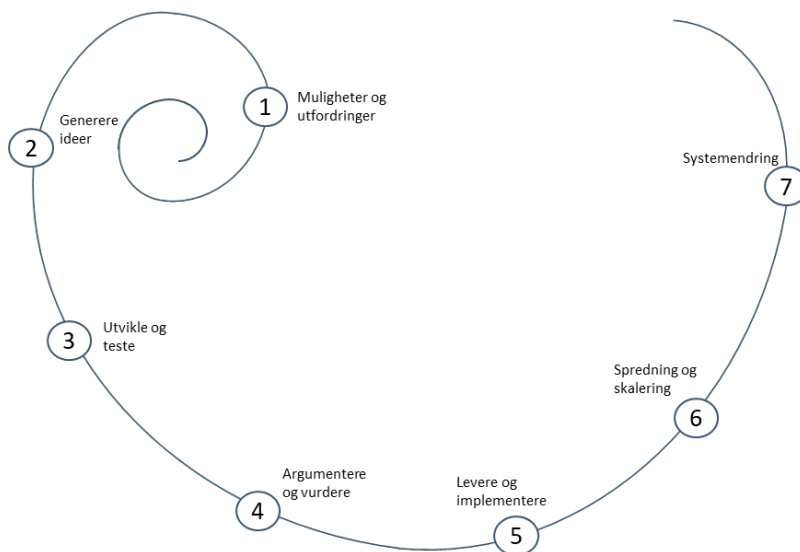 1
Muligheter og
utfordringer
Generere
ideer
2
3
Utvikle og
teste
Argumentere
og vurdere
4
Levere og
implementere
5
Spredning og
skalering
6
Systemendring
7